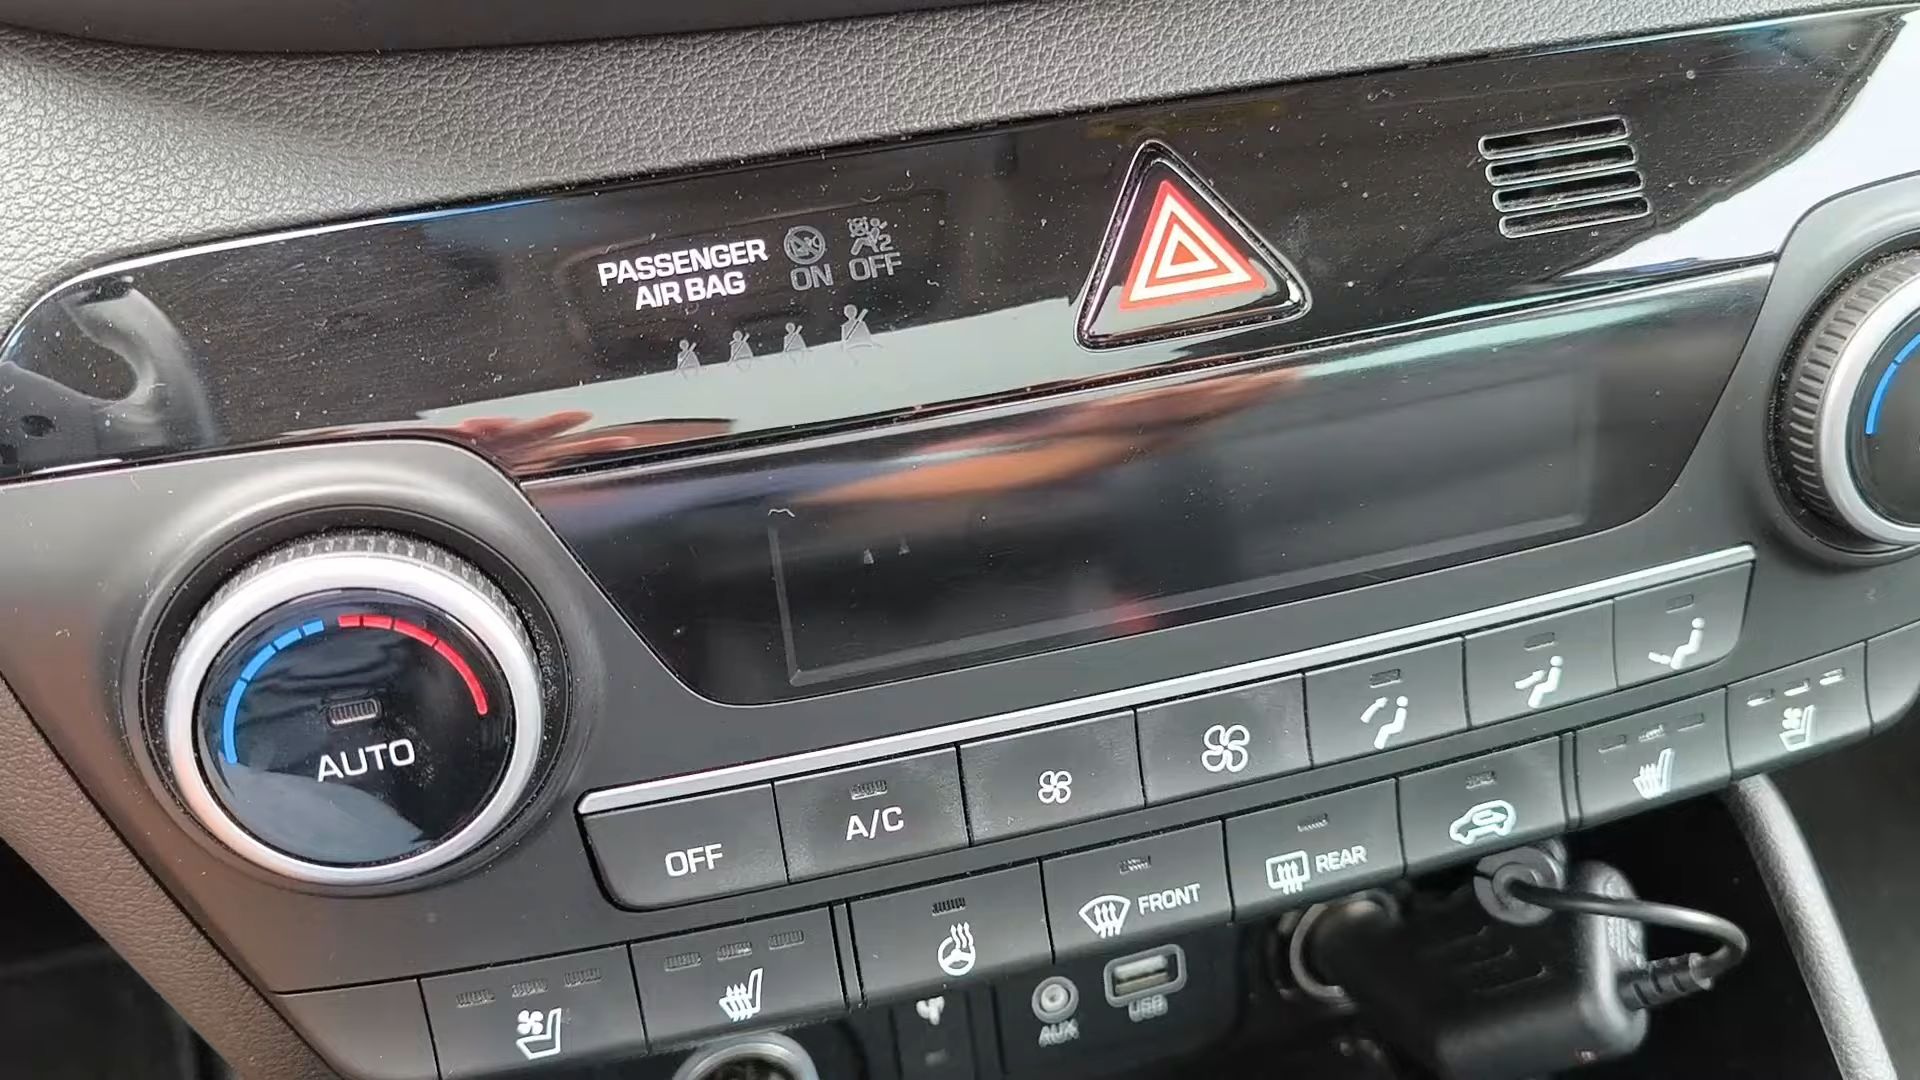 PASSENGER
AIR BAG
ON OFF
AUTO
OFF
A/C
FRONT
REAR
AUX
USB